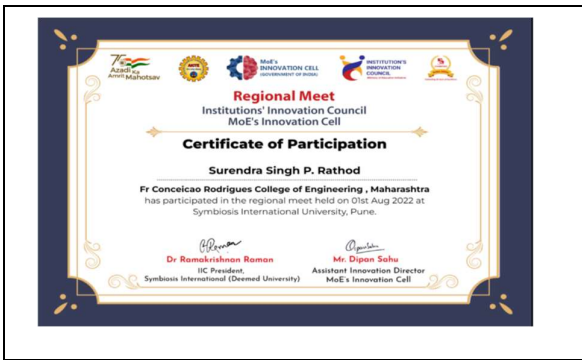 75
Azadi Ka
Amrit Mahotsav
MoE's
INNOVATION CELL
(GOVERNMENT OF INDIA)
INSTITUTION'S
INNOVATION
COUNCIL
Regional Meet
Institutions' Innovation Council
MoE's Innovation Cell
Certificate of Participation
Surendra Singh P. Rathod
Fr Conceicao Rodrigues College of Engineering , Maharashtra
has participated in the regional meet held on 01st Aug 2022 at
Symbiosis International University, Pune.
Dr Ramakrishnan Raman
Mr. Dipan Sahu
IIC President,
Symbiosis International (Deemed University)
Assistant Innovation Director
MoE's Innovation Cell